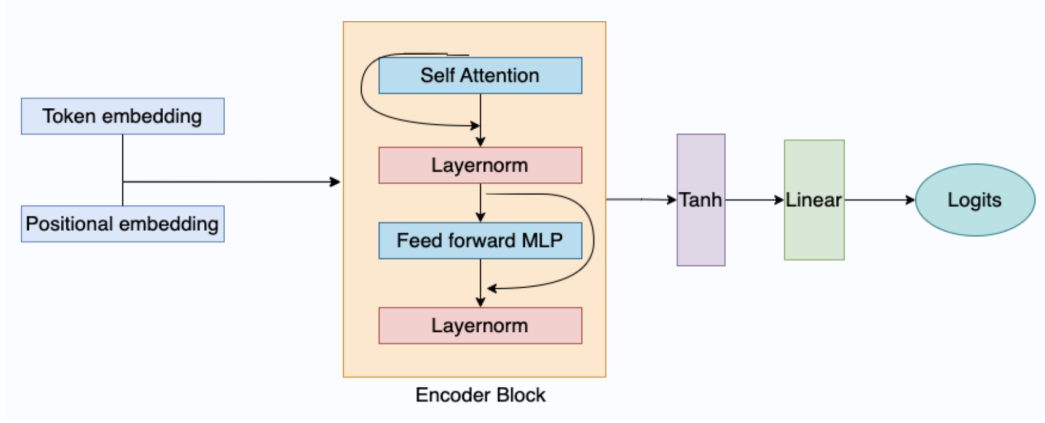 Token embedding
Positional embedding
Self Attention
Layernorm
Feed forward MLP
Layernorm
Encoder Block
Tanh
Linear
Logits